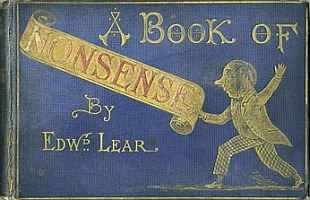 A BOOK OF
NONSENSE
By
EDWD. LEAR.